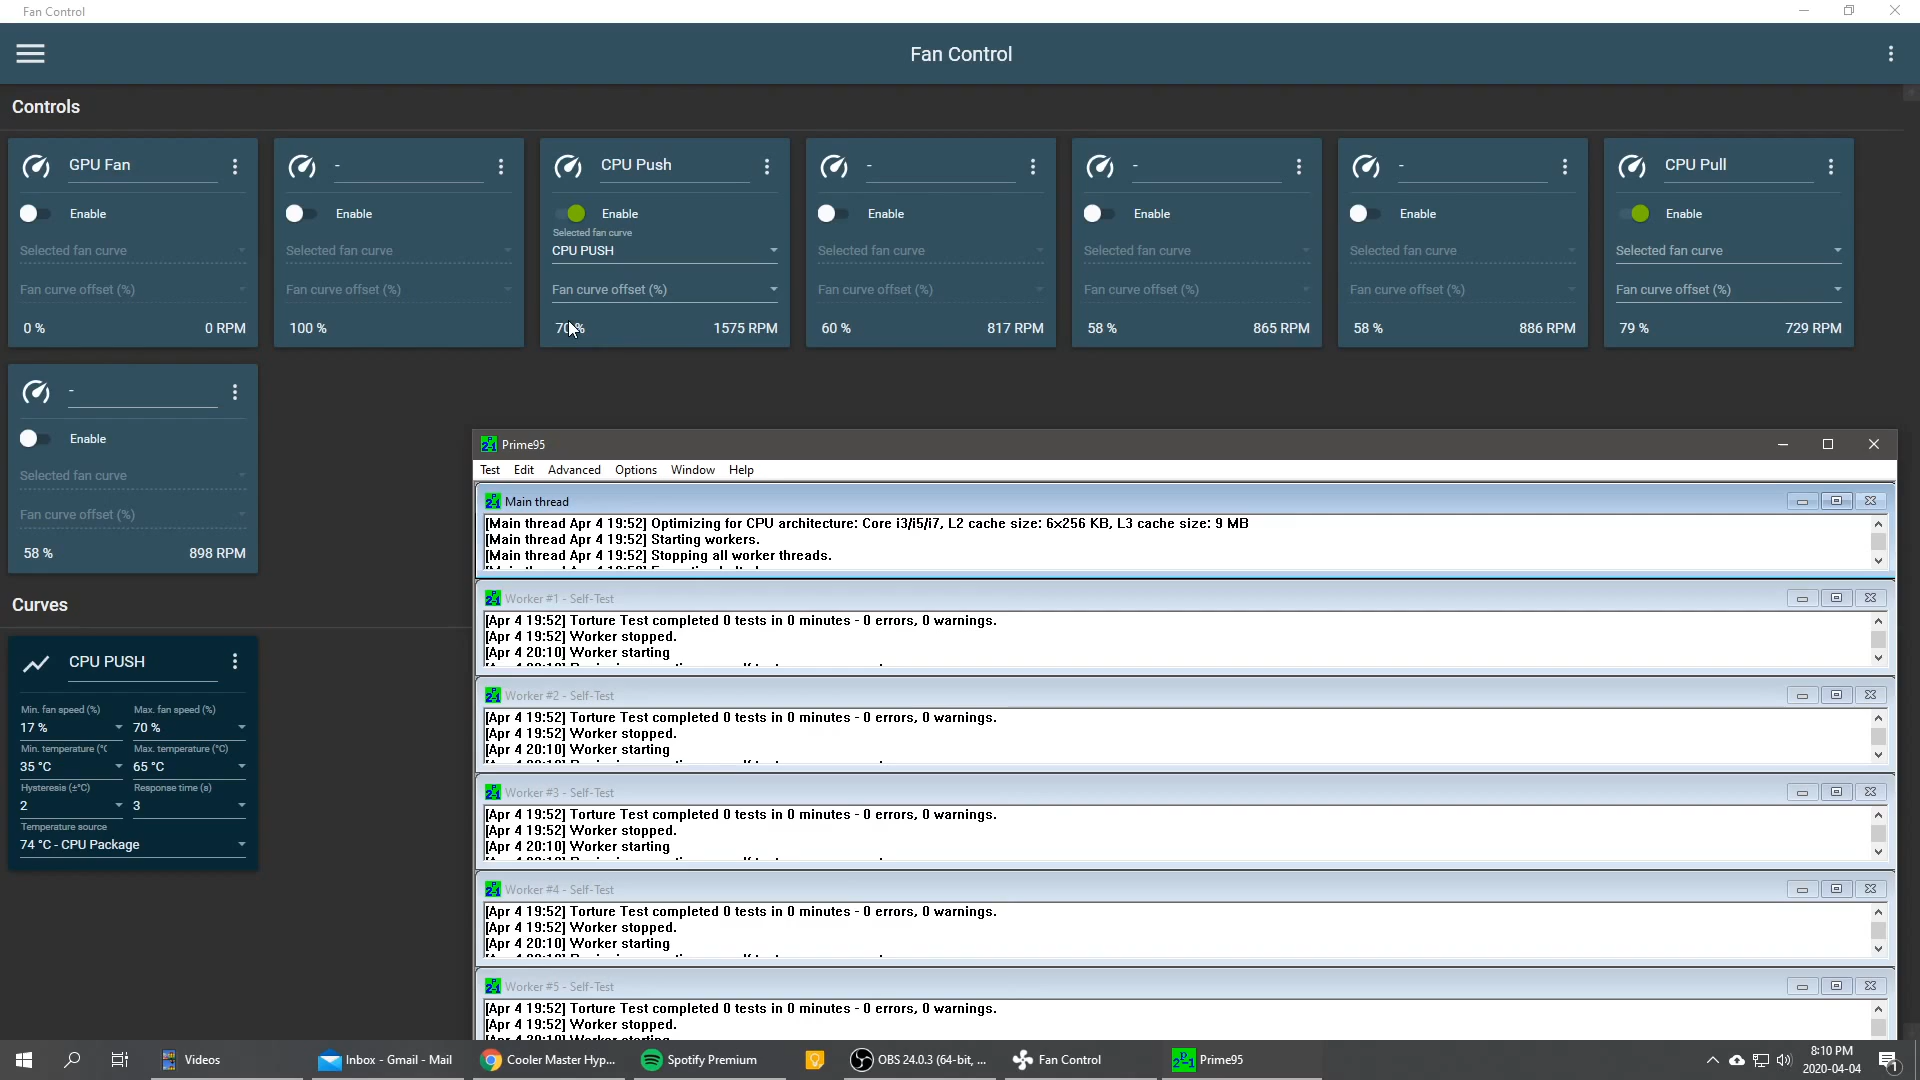 Fan Control
Fan Control
Controls
GPU Fan
-
CPU Push
-
-
-
CPU Pull
Enable
Enable
Enable
Enable
Enable
Enable
Enable
Selected fan curve
Selected fan curve
Selected fan curve
CPU PUSH
Selected fan curve
Selected fan curve
Selected fan curve
Selected fan curve
Fan curve offset (%)
Fan curve offset (%)
Fan curve offset (%)
Fan curve offset (%)
Fan curve offset (%)
Fan curve offset (%)
Fan curve offset (%)
0 % 0 RPM
100 %
70 % 1575 RPM
60 % 817 RPM
58 % 865 RPM
58 % 886 RPM
79 % 729 RPM
-
Enable
Selected fan curve
Fan curve offset (%)
58 % 898 RPM
Curves
CPU PUSH
Min. fan speed (%) Max. fan speed (%)
17 % 70 %
Min. temperature (°C Max. temperature (°C)
35 °C 65 °C
Hysteresis (±°C) Response time (s)
2 3
Temperature source
74 °C - CPU Package
Prime95
Test Edit Advanced Options Window Help
Main thread
[Main thread Apr 4 19:52] Optimizing for CPU architecture: Core i3/i5/i7, L2 cache size: 6x256 KB, L3 cache size: 9 MB
[Main thread Apr 4 19:52] Starting workers.
[Main thread Apr 4 19:52] Stopping all worker threads.
Worker #1 - Self-Test
[Apr 4 19:52] Torture Test completed 0 tests in 0 minutes - 0 errors, 0 warnings.
[Apr 4 19:52] Worker stopped.
[Apr 4 20:10] Worker starting
Worker #2 - Self-Test
[Apr 4 19:52] Torture Test completed 0 tests in 0 minutes - 0 errors, 0 warnings.
[Apr 4 19:52] Worker stopped.
[Apr 4 20:10] Worker starting
Worker #3 - Self-Test
[Apr 4 19:52] Torture Test completed 0 tests in 0 minutes - 0 errors, 0 warnings.
[Apr 4 19:52] Worker stopped.
[Apr 4 20:10] Worker starting
Worker #4 - Self-Test
[Apr 4 19:52] Torture Test completed 0 tests in 0 minutes - 0 errors, 0 warnings.
[Apr 4 19:52] Worker stopped.
[Apr 4 20:10] Worker starting
Worker #5 - Self-Test
[Apr 4 19:52] Torture Test completed 0 tests in 0 minutes - 0 errors, 0 warnings.
[Apr 4 19:52] Worker stopped.
Videos
Inbox - Gmail - Mail
Cooler Master Hyp...
Spotify Premium
OBS 24.0.3 (64-bit, ...
Fan Control
Prime95
8:10 PM
2020-04-04
1